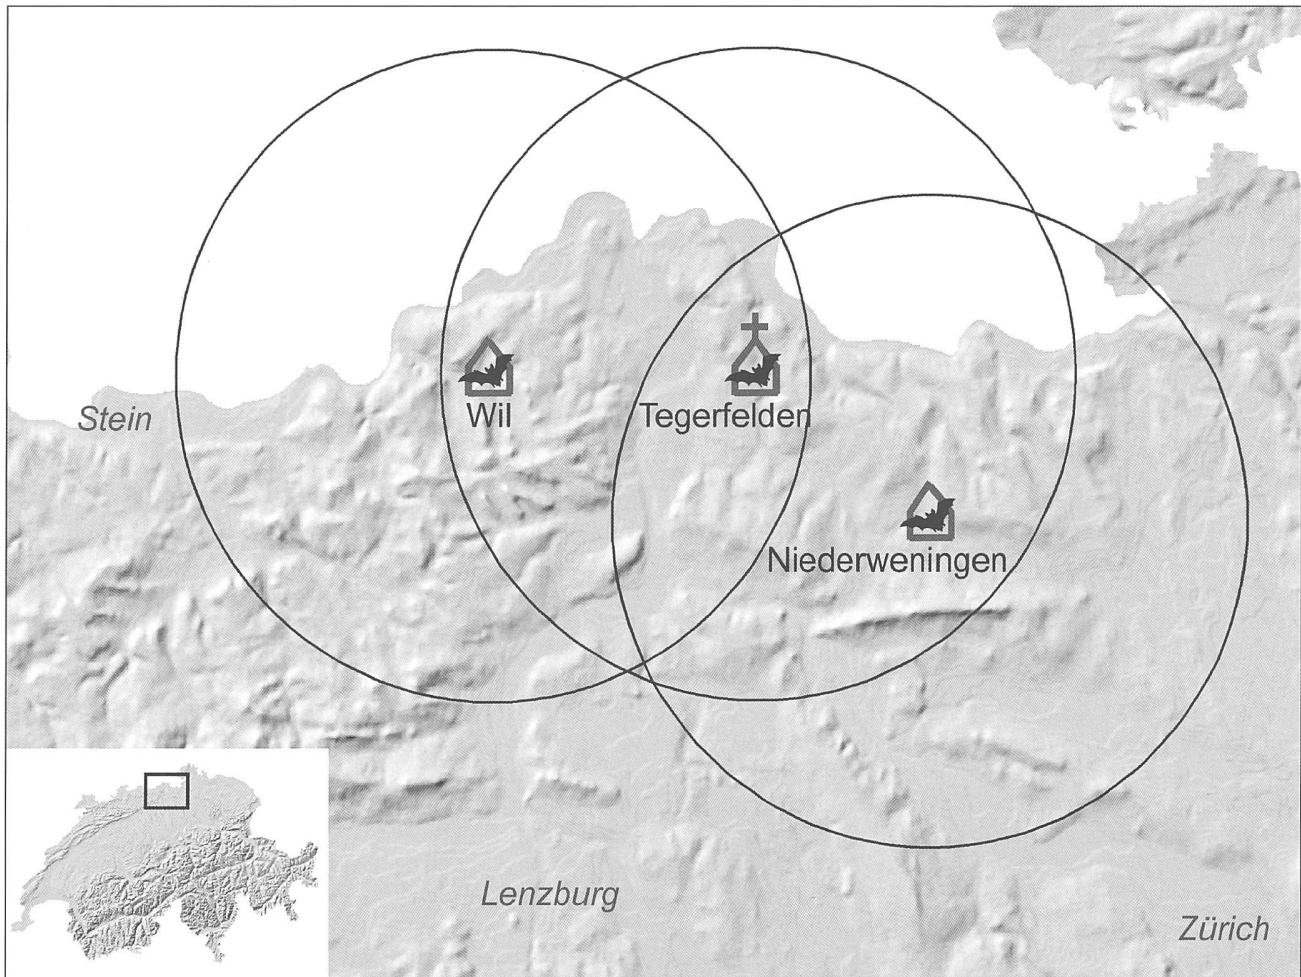 Stein
Wil
Tegerfelden
Niederweningen
Lenzburg
Zürich